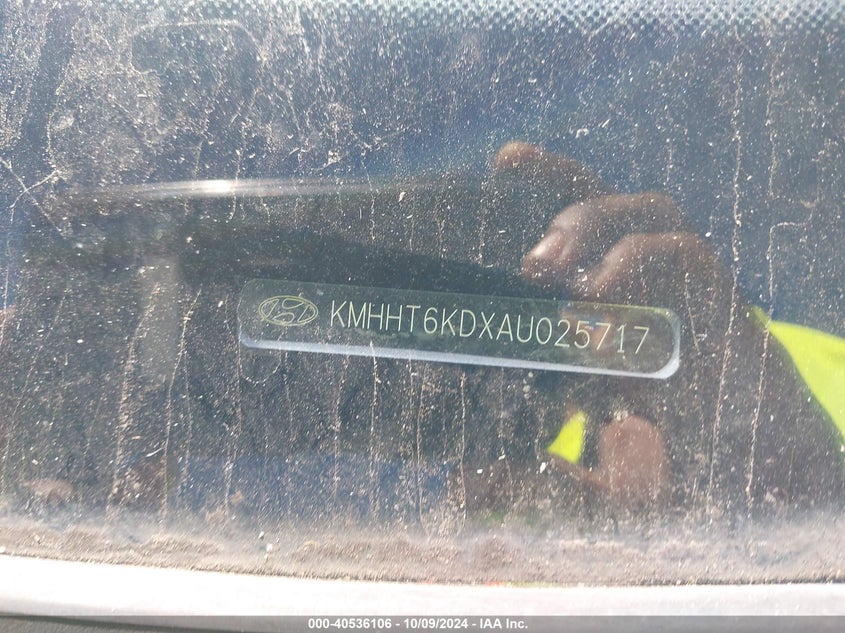 KMHHT6KDXAU025717
000-40536106 - 10/09/2024 - IAA Inc.